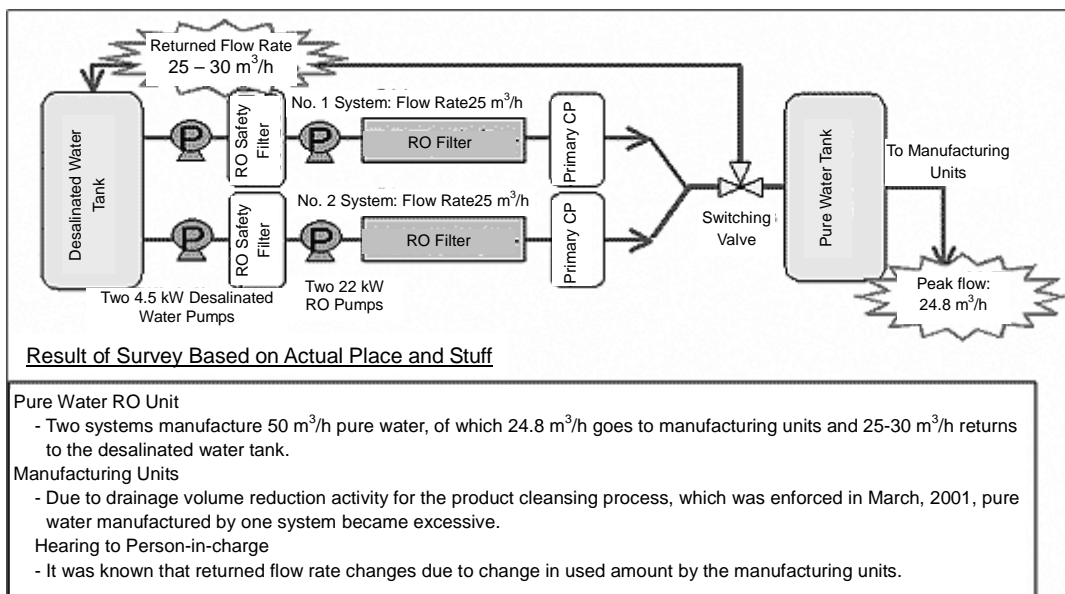 Returned Flow Rate
25 – 30 m³/h
No. 1 System: Flow Rate25 m³/h
Desalinated Water
Tank
P
RO Safety
Filter
P
RO Filter
Primary CP
No. 2 System: Flow Rate25 m³/h
P
RO Safety
Filter
P
RO Filter
Primary CP
Switching
Valve
Pure Water Tank
To Manufacturing
Units
Peak flow:
24.8 m³/h
Two 4.5 kW Desalinated
Water Pumps
Two 22 kW
RO Pumps
Result of Survey Based on Actual Place and Stuff
Pure Water RO Unit
- Two systems manufacture 50 m³/h pure water, of which 24.8 m³/h goes to manufacturing units and 25-30 m³/h returns
to the desalinated water tank.
Manufacturing Units
- Due to drainage volume reduction activity for the product cleansing process, which was enforced in March, 2001, pure
water manufactured by one system became excessive.
Hearing to Person-in-charge
- It was known that returned flow rate changes due to change in used amount by the manufacturing units.